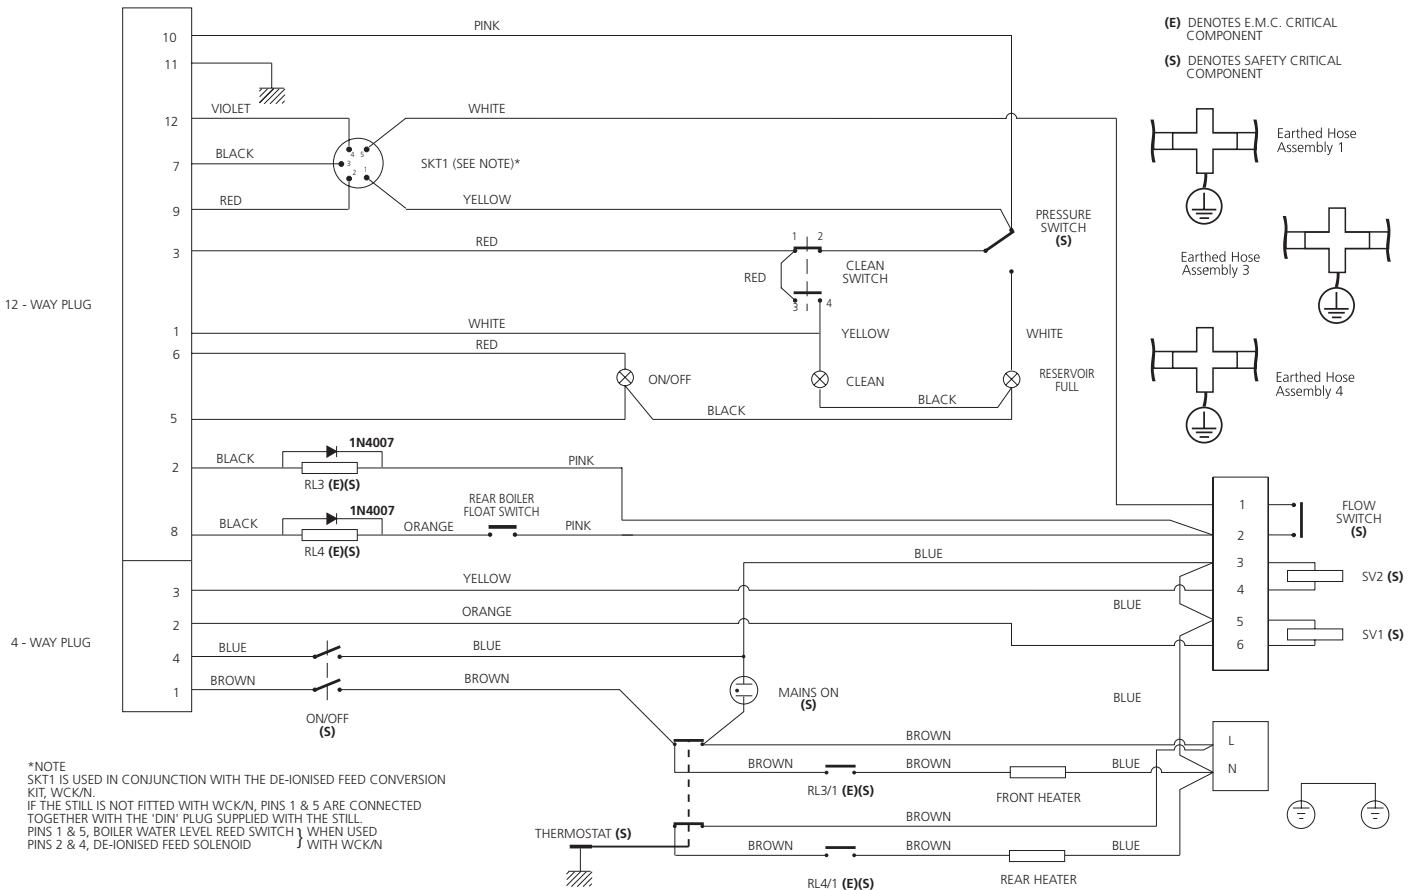 PINK
(E) DENOTES E.M.C. CRITICAL
COMPONENT
(S) DENOTES SAFETY CRITICAL
COMPONENT
10
11
VIOLET
WHITE
12
Earthed Hose
Assembly 1
4 5
BLACK
7
3
SKT1 (SEE NOTE)*
2 1
RED
YELLOW
9
PRESSURE
SWITCH
(S)
RED
1 2
3
Earthed Hose
Assembly 3
CLEAN
SWITCH
RED
12 - WAY PLUG
3 4
WHITE
1
YELLOW
WHITE
RED
6
ON/OFF
CLEAN
RESERVOIR
FULL
Earthed Hose
Assembly 4
BLACK
BLACK
5
1N4007
BLACK
PINK
2
RL3 (E)(S)
REAR BOILER
FLOAT SWITCH
1N4007
BLACK
ORANGE
PINK
8
RL4 (E)(S)
1
FLOW
SWITCH
(S)
2
BLUE
3
YELLOW
SV2 (S)
3
4
BLUE
ORANGE
2
5
4 - WAY PLUG
SV1 (S)
BLUE
BLUE
6
4
BROWN
BROWN
1
MAINS ON
(S)
BLUE
ON/OFF
(S)
BROWN
L
BROWN
BROWN
BLUE
N
RL3/1 (E)(S)
FRONT HEATER
*NOTE
SKT1 IS USED IN CONJUNCTION WITH THE DE-IONISED FEED CONVERSION
KIT, WCK/N.
IF THE STILL IS NOT FITTED WITH WCK/N, PINS 1 & 5 ARE CONNECTED
TOGETHER WITH THE 'DIN' PLUG SUPPLIED WITH THE STILL.
PINS 1 & 5, BOILER WATER LEVEL REED SWITCH } WHEN USED
PINS 2 & 4, DE-IONISED FEED SOLENOID WITH WCK/N
BROWN
THERMOSTAT (S)
BROWN
BROWN
BLUE
RL4/1 (E)(S)
REAR HEATER